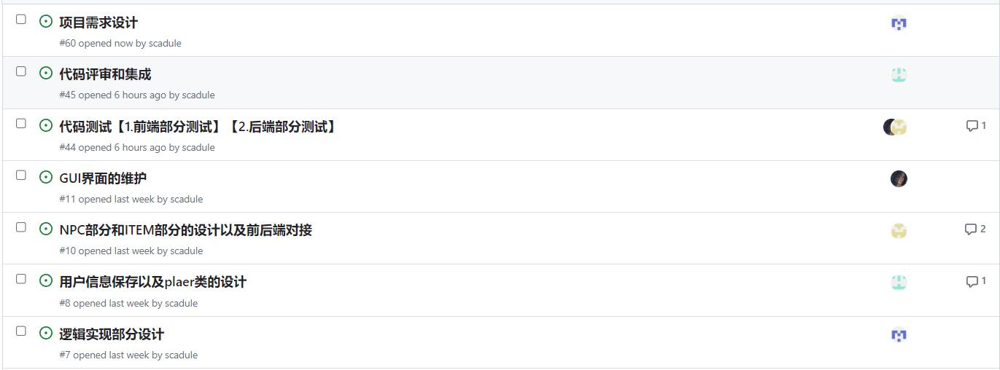 项目需求设计
#60 opened now by scadule
代码评审和集成
#45 opened 6 hours ago by scadule
代码测试【1.前端部分测试】【2.后端部分测试】
1
#44 opened 6 hours ago by scadule
GUI界面的维护
#11 opened last week by scadule
NPC部分和ITEM部分的设计以及前后端对接
2
#10 opened last week by scadule
用户信息保存以及plaer类的设计
1
#8 opened last week by scadule
逻辑实现部分设计
#7 opened last week by scadule